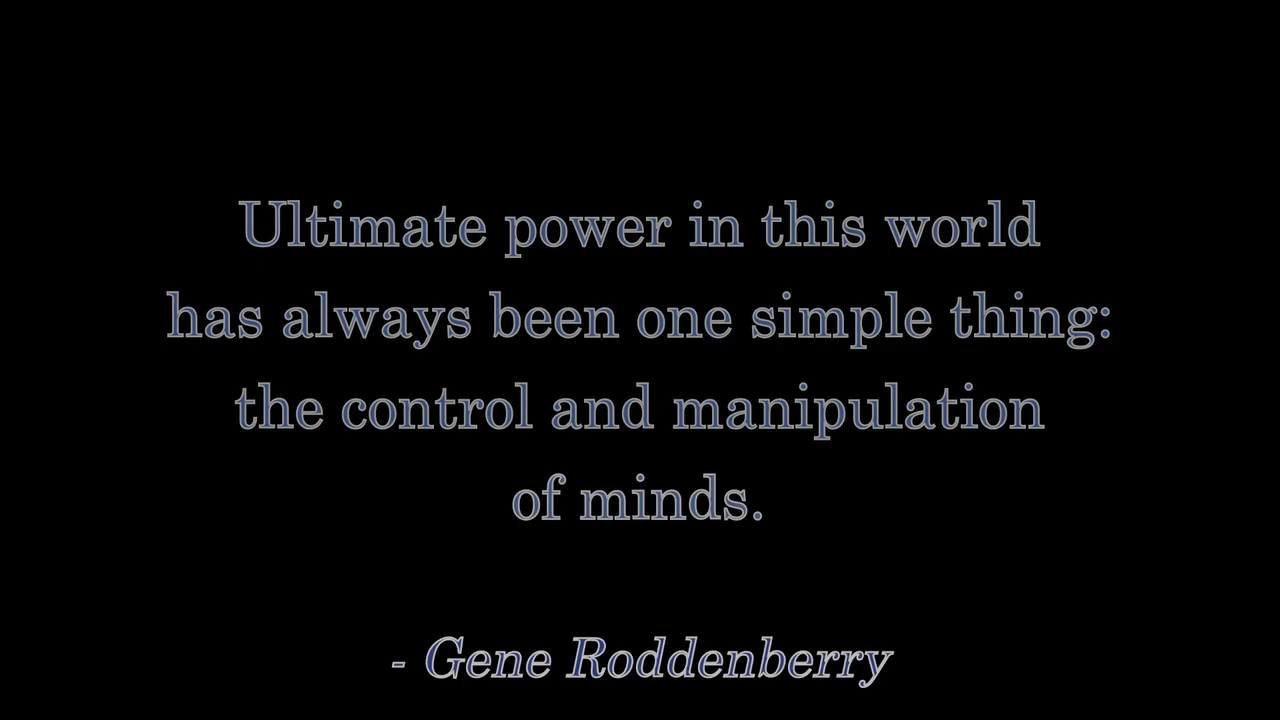 Ultimate power in this world
has always been one simple thing:
the control and manipulation
of minds.
- Gene Roddenberry